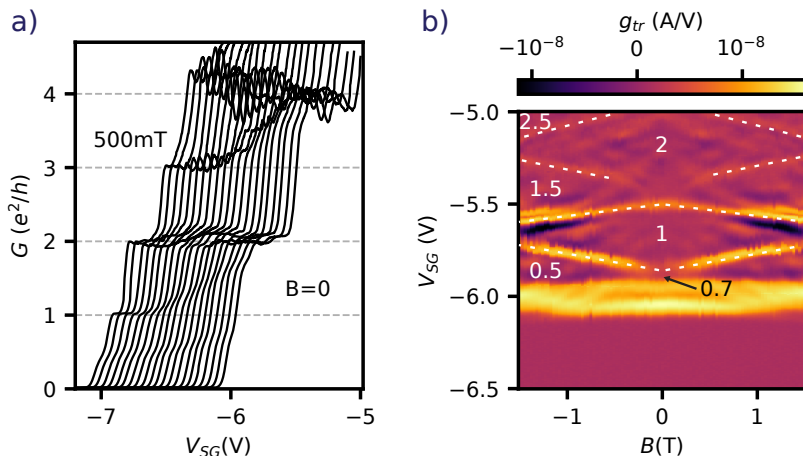 a)
G (e²/h)
4
3
2
1
0
500mT
B=0
−7
−6
−5
V_SG(V)
b)
g_tr (A/V)
−10⁻⁸
0
10⁻⁸
V_SG (V)
−5.0
−5.5
−6.0
−6.5
2.5
2
1.5
1
0.5
0.7
−1
0
1
B(T)